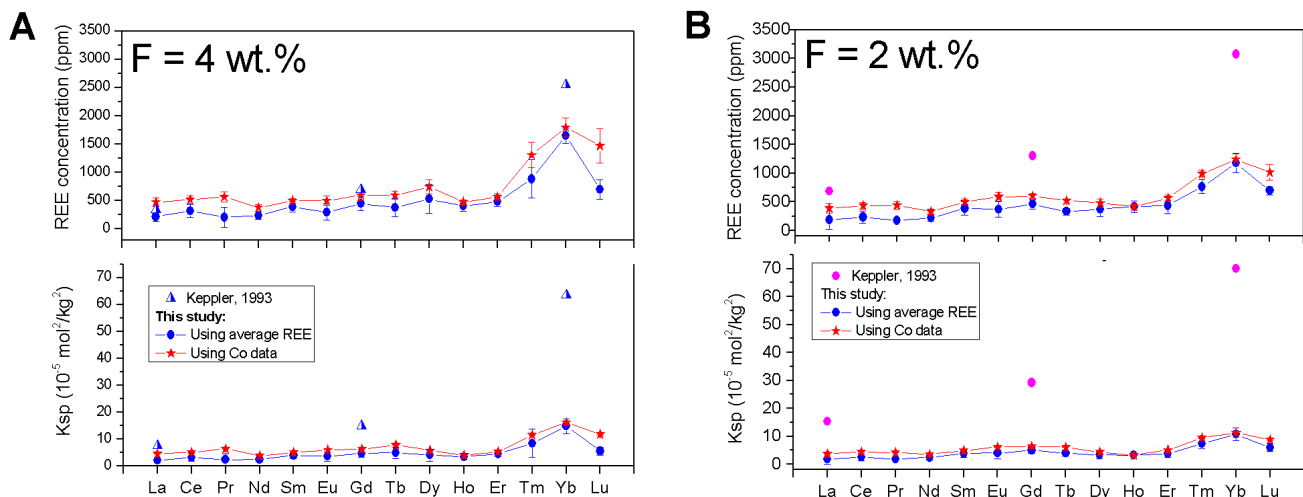 A
F = 4 wt.%
REE concentration (ppm)
3500
3000
2500
2000
1500
1000
500
0
Ksp (10⁻⁵ mol²/kg²)
70
60
50
40
30
20
10
0
Keppler, 1993
This study:
Using average REE
Using Co data
La Ce Pr Nd Sm Eu Gd Tb Dy Ho Er Tm Yb Lu
B
F = 2 wt.%
REE concentration (ppm)
3500
3000
2500
2000
1500
1000
500
0
Ksp (10⁻⁵ mol²/kg²)
70
60
50
40
30
20
10
0
Keppler, 1993
This study:
Using average REE
Using Co data
La Ce Pr Nd Sm Eu Gd Tb Dv Ho Er Tm Yb Lu